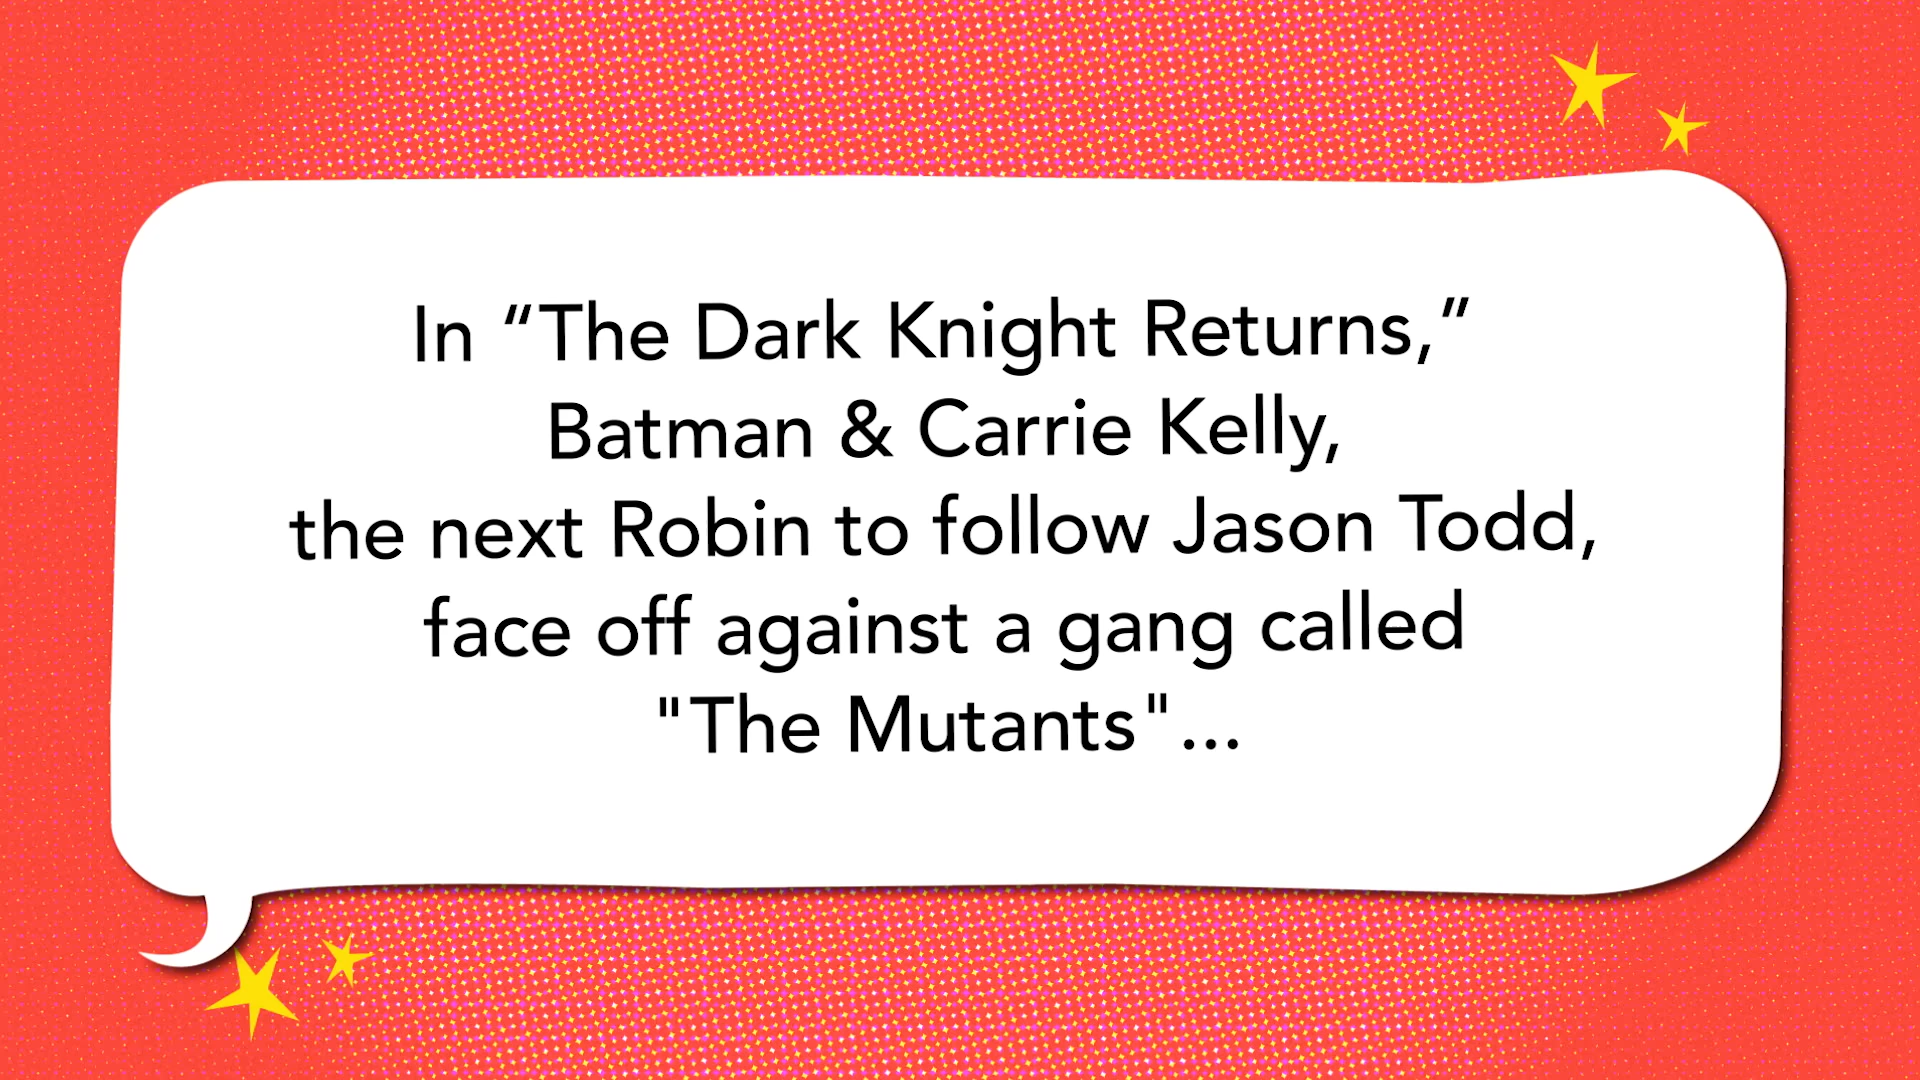 In “The Dark Knight Returns,”
Batman & Carrie Kelly,
the next Robin to follow Jason Todd,
face off against a gang called
"The Mutants"...